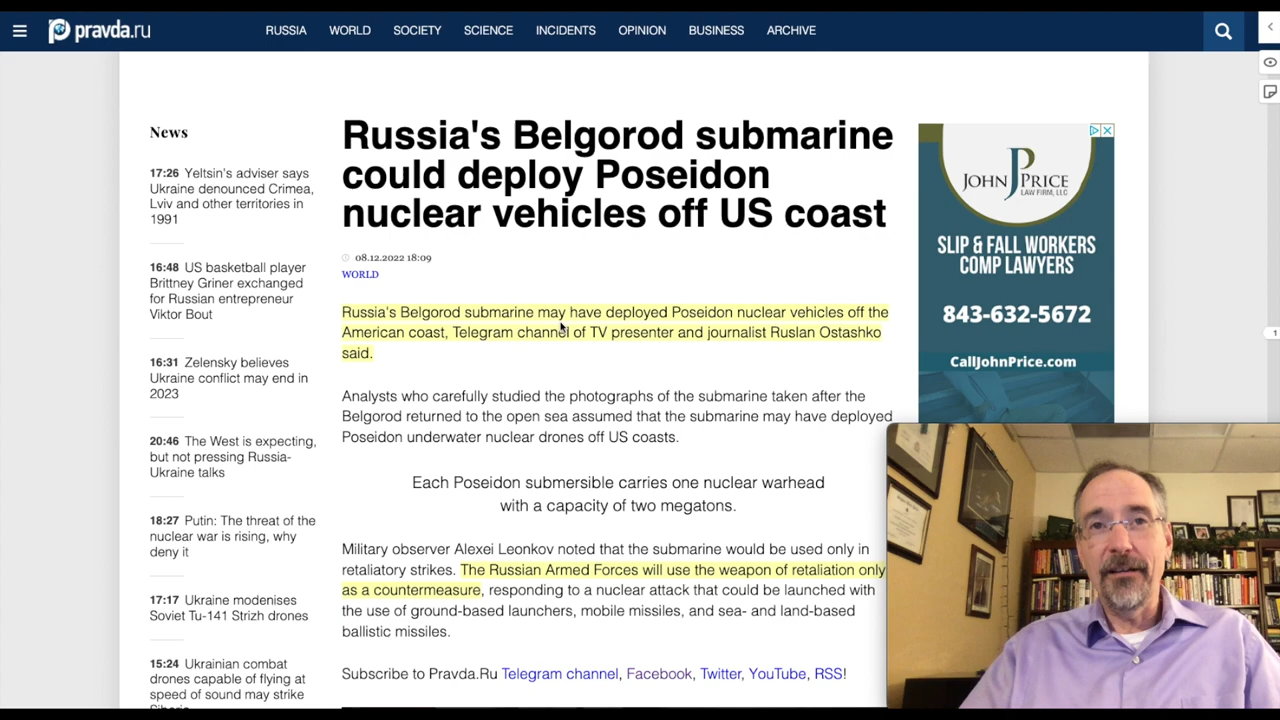 pravda.ru
RUSSIA WORLD SOCIETY SCIENCE INCIDENTS OPINION BUSINESS ARCHIVE
News
17:26 Yeltsin's adviser says
Ukraine denounced Crimea,
Lviv and other territories in
1991
16:48 US basketball player
Brittney Griner exchanged
for Russian entrepreneur
Viktor Bout
16:31 Zelensky believes
Ukraine conflict may end in
2023
20:46 The West is expecting,
but not pressing Russia-
Ukraine talks
18:27 Putin: The threat of the
nuclear war is rising, why
deny it
17:17 Ukraine modenises
Soviet Tu-141 Strizh drones
15:24 Ukrainian combat
drones capable of flying at
speed of sound may strike
Russia's Belgorod submarine
could deploy Poseidon
nuclear vehicles off US coast
08.12.2022 18:09
WORLD
Russia's Belgorod submarine may have deployed Poseidon nuclear vehicles off the
American coast, Telegram channel of TV presenter and journalist Ruslan Ostashko
said.
Analysts who carefully studied the photographs of the submarine taken after the
Belgorod returned to the open sea assumed that the submarine may have deployed
Poseidon underwater nuclear drones off US coasts.
Each Poseidon submersible carries one nuclear warhead
with a capacity of two megatons.
Military observer Alexei Leonkov noted that the submarine would be used only in
retaliatory strikes. The Russian Armed Forces will use the weapon of retaliation only
as a countermeasure, responding to a nuclear attack that could be launched with
the use of ground-based launchers, mobile missiles, and sea- and land-based
ballistic missiles.
Subscribe to Pravda.Ru Telegram channel, Facebook, Twitter, YouTube, RSS!
JOHN PRICE
LAW FIRM, LLC
SLIP & FALL WORKERS
COMP LAWYERS
843-632-5672
CallJohnPrice.com
1